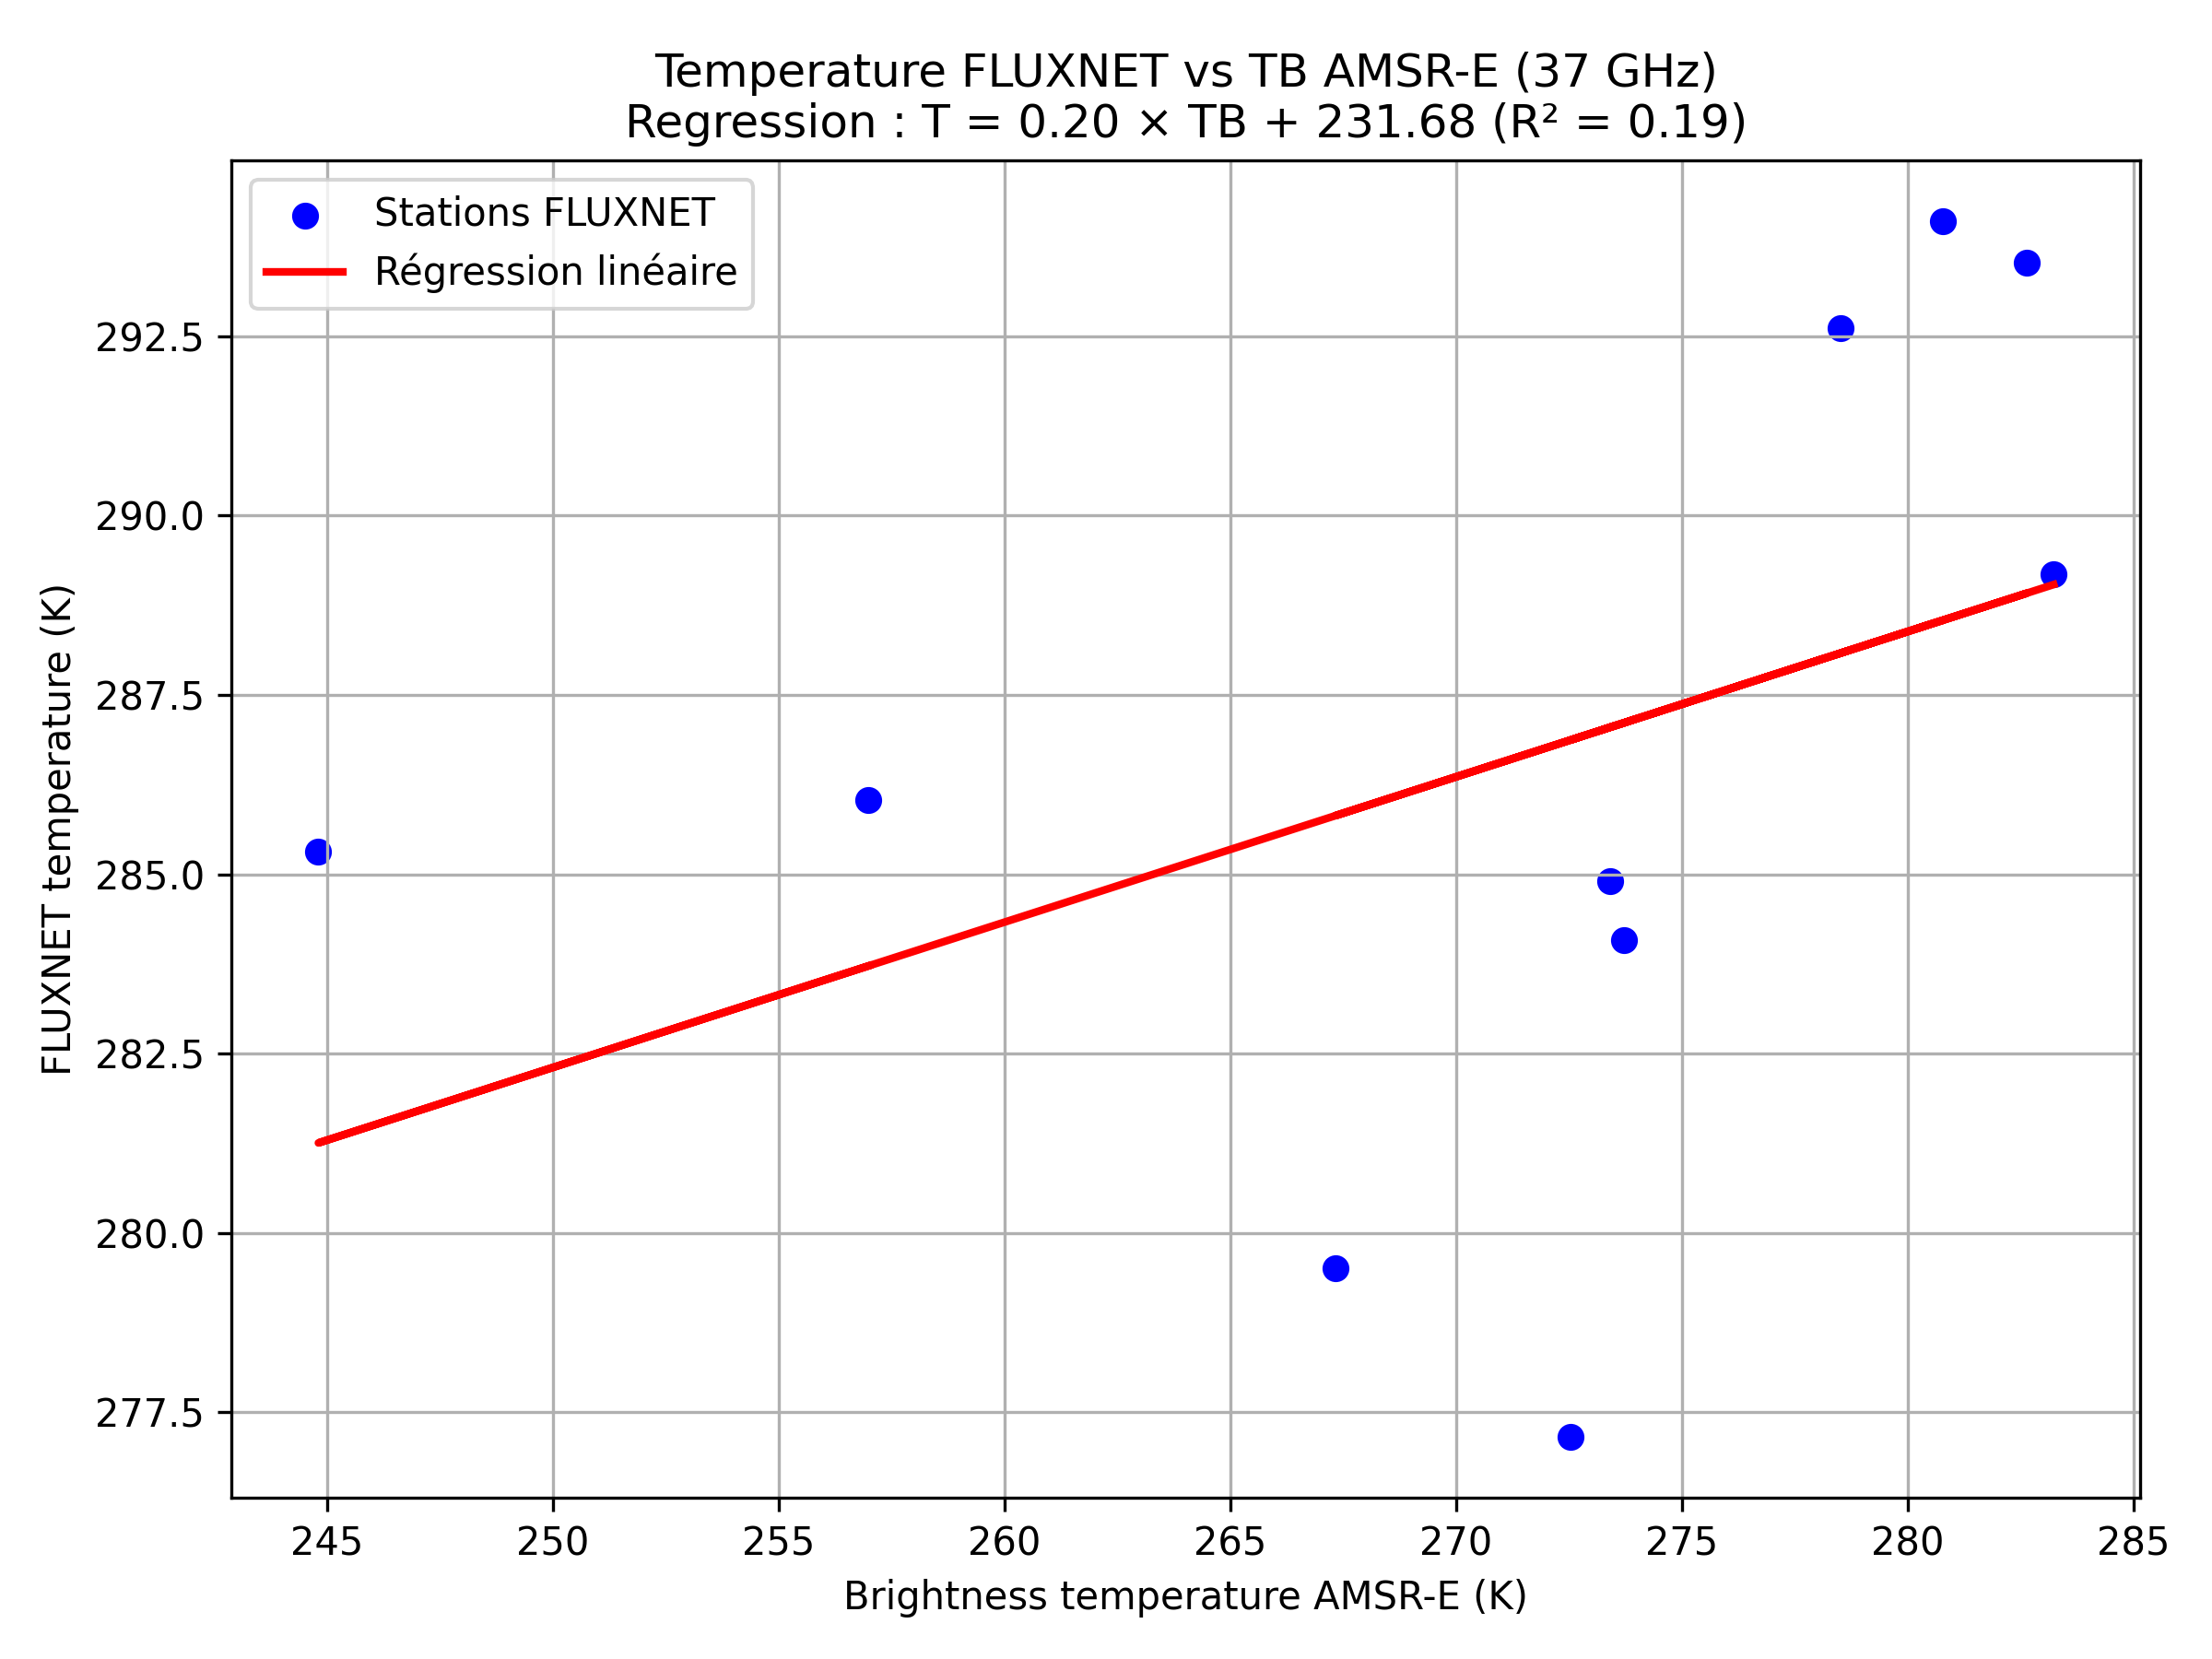 Temperature FLUXNET vs TB AMSR-E (37 GHz)
Regression : T = 0.20 × TB + 231.68 (R² = 0.19)
Stations FLUXNET
Régression linéaire
292.5
290.0
287.5
285.0
282.5
280.0
277.5
FLUXNET temperature (K)
245 250 255 260 265 270 275 280 285
Brightness temperature AMSR-E (K)